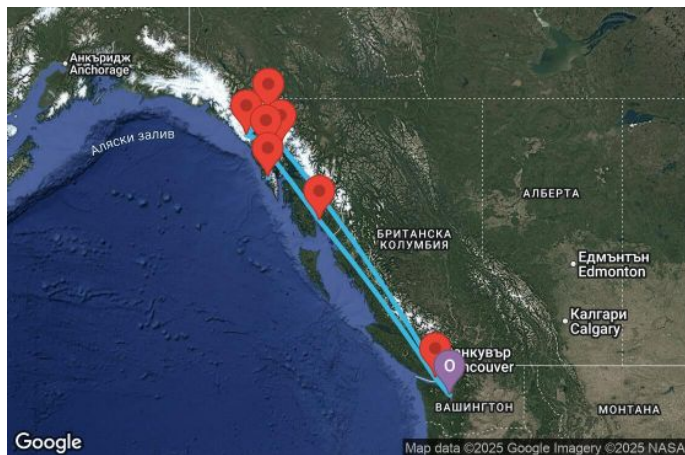 Анкъридж
Anchorage
Аляски залив
АЛБЕРТА
БРИТАНСКА
КОЛУМБИЯ
Едмънтън
Edmonton
Калгари
Calgary
нкувър
ncouver
O
ВАШИНГТОН
МОНТАНА
Google
Map data ©2025 Google Imagery ©2025 NASA